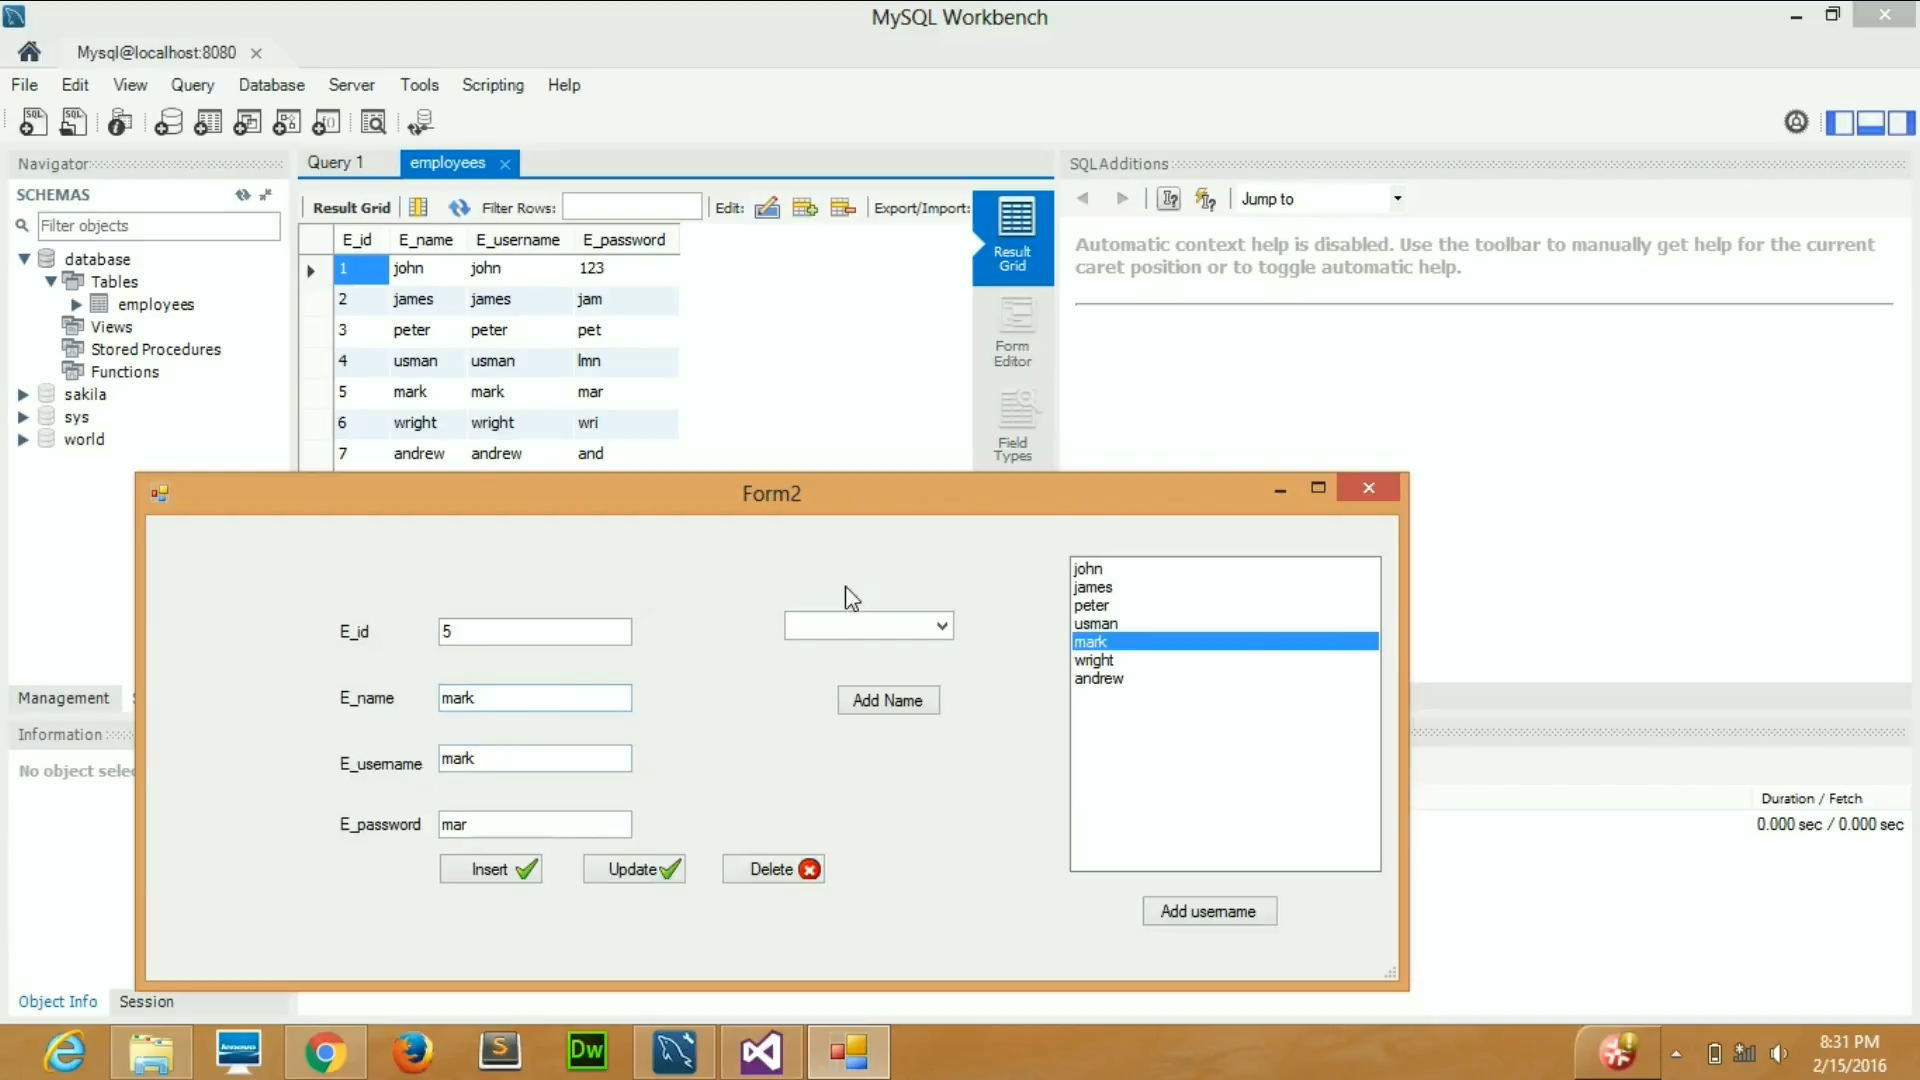 MySQL Workbench
Mysql@localhost:8080
File Edit View Query Database Server Tools Scripting Help
Navigator
SCHEMAS
Filter objects
database
Tables
employees
Views
Stored Procedures
Functions
sakila
sys
world
Management
Information
No object selec
Object Info Session
Query 1 employees
Result Grid Filter Rows: Edit: Export/Import:
E_id E_name E_username E_password
1 john john 123
2 james james jam
3 peter peter pet
4 usman usman lmn
5 mark mark mar
6 wright wright wri
7 andrew andrew and
Result
Grid
Form
Editor
Field
Types
SQLAdditions
Jump to
Automatic context help is disabled. Use the toolbar to manually get help for the current
caret position or to toggle automatic help.
Duration / Fetch
0.000 sec / 0.000 sec
Form2
E_id 5
E_name mark
E_username mark
E_password mar
Insert Update Delete
Add Name
john
james
peter
usman
mark
wright
andrew
Add username
lenovo
S
Dw
8:31 PM
2/15/2016